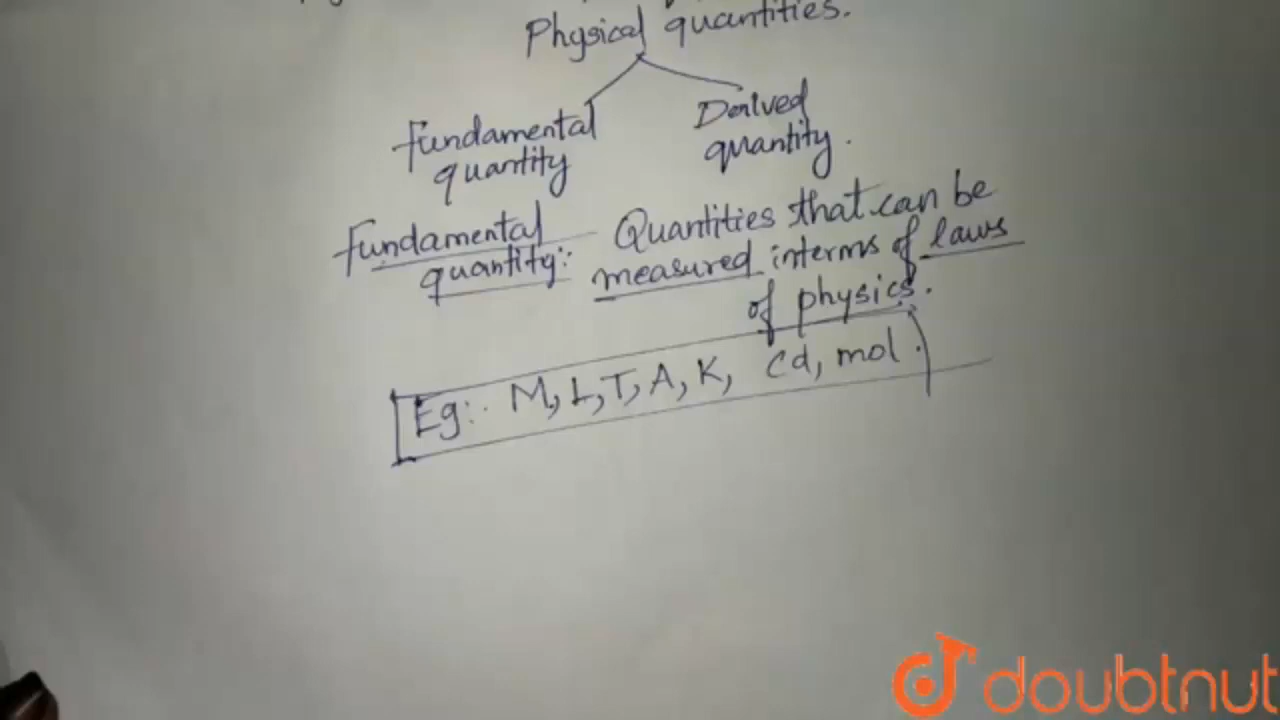 Physical quantities.
Fundamental
quantity
Derived
quantity.
Fundamental
quantity:
Quantities that can be
measured interms of laws
of physics.
Eg:. M, L, T, A, K, Cd, mol.
doubtnut